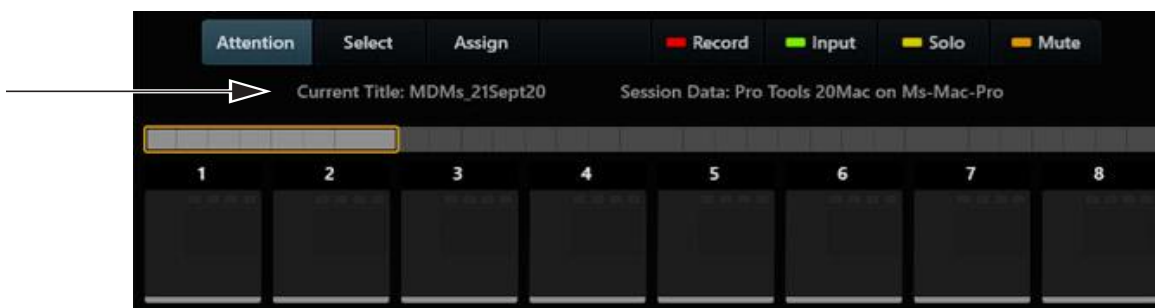 Attention Select Assign Record Input Solo Mute
Current Title: MDMs_21Sept20 Session Data: Pro Tools 20Mac on Ms-Mac-Pro
1 2 3 4 5 6 7 8